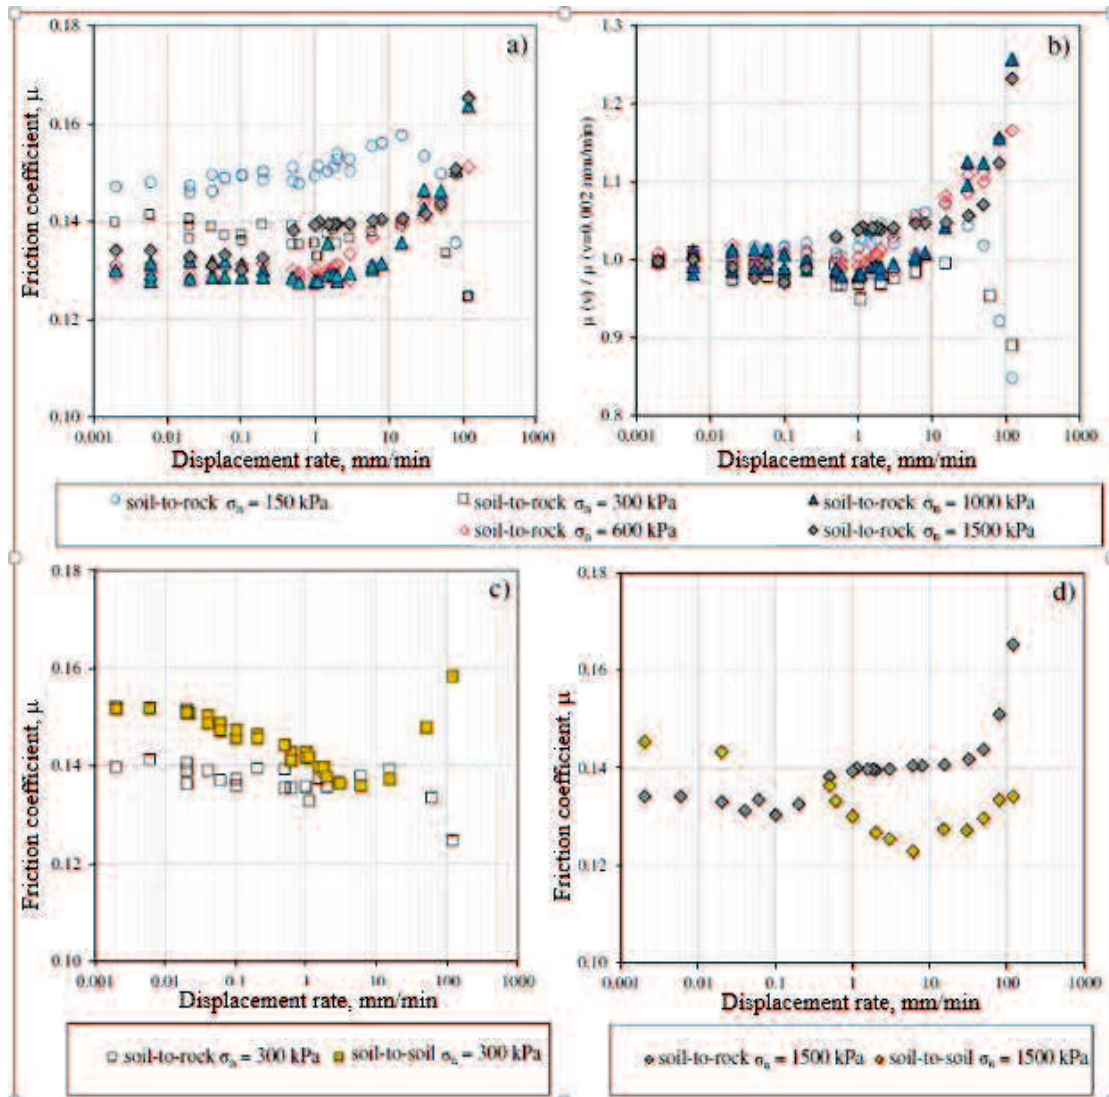 0.18
0.16
0.14
0.12
0.10
0.001 0.01 0.1 1 10 100 1000
Friction coefficient, μ
Displacement rate, mm/min
a)
1.3
1.2
1.1
1.0
0.9
0.8
0.001 0.01 0.1 1 10 100 1000
μ (s) / μ (v=0.002 mm/min)
Displacement rate, mm/min
b)
soil-to-rock σn = 150 kPa soil-to-rock σn = 300 kPa soil-to-rock σn = 1000 kPa
soil-to-rock σn = 600 kPa soil-to-rock σn = 1500 kPa
0.18
0.16
0.14
0.12
0.10
0.001 0.01 0.1 1 10 100 1000
Friction coefficient, μ
Displacement rate, mm/min
c)
0.18
0.16
0.14
0.12
0.10
0.001 0.01 0.1 1 10 100 1000
Friction coefficient, μ
Displacement rate, mm/min
d)
soil-to-rock σn = 300 kPa soil-to-soil σn = 300 kPa
soil-to-rock σn = 1500 kPa soil-to-soil σn = 1500 kPa